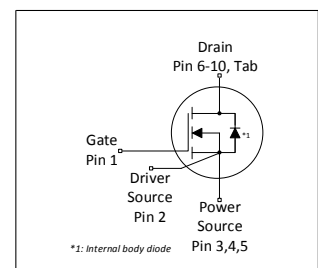 Drain
Pin 6-10, Tab
*1
Gate
Pin 1
Driver
Source
Pin 2
Power
Source
Pin 3,4,5
*1: Internal body diode